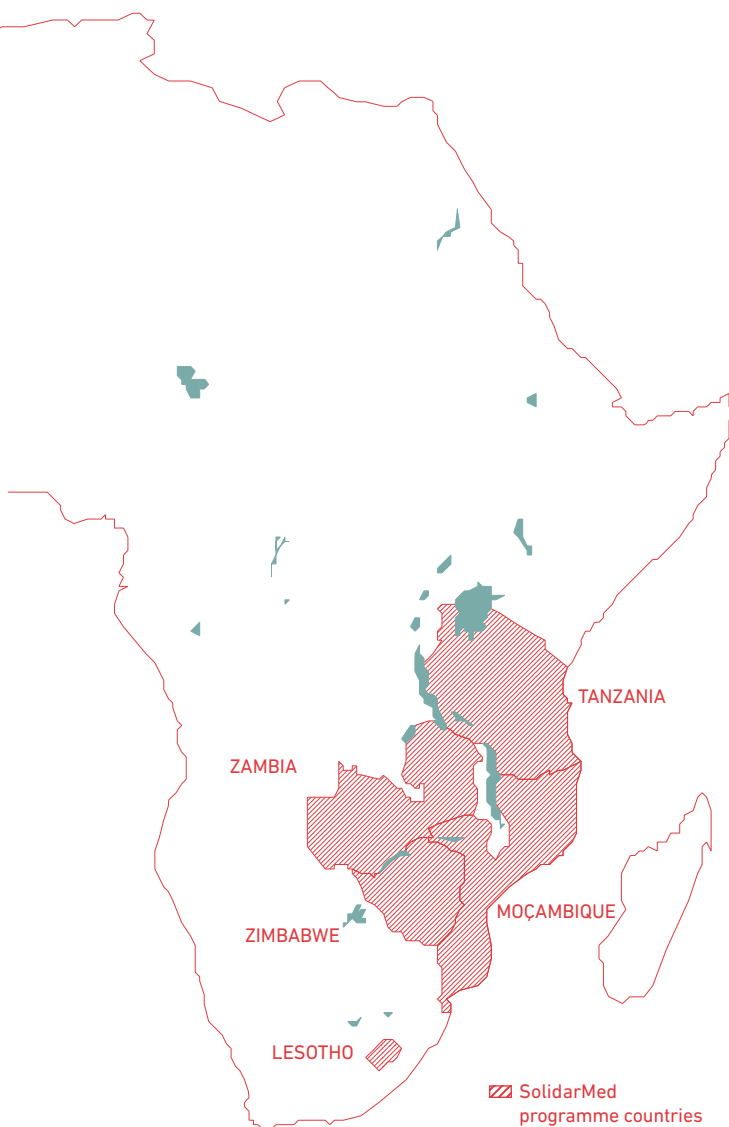 TANZANIA
ZAMBIA
MOÇAMBIQUE
ZIMBABWE
LESOTHO
SolidarMed
programme countries